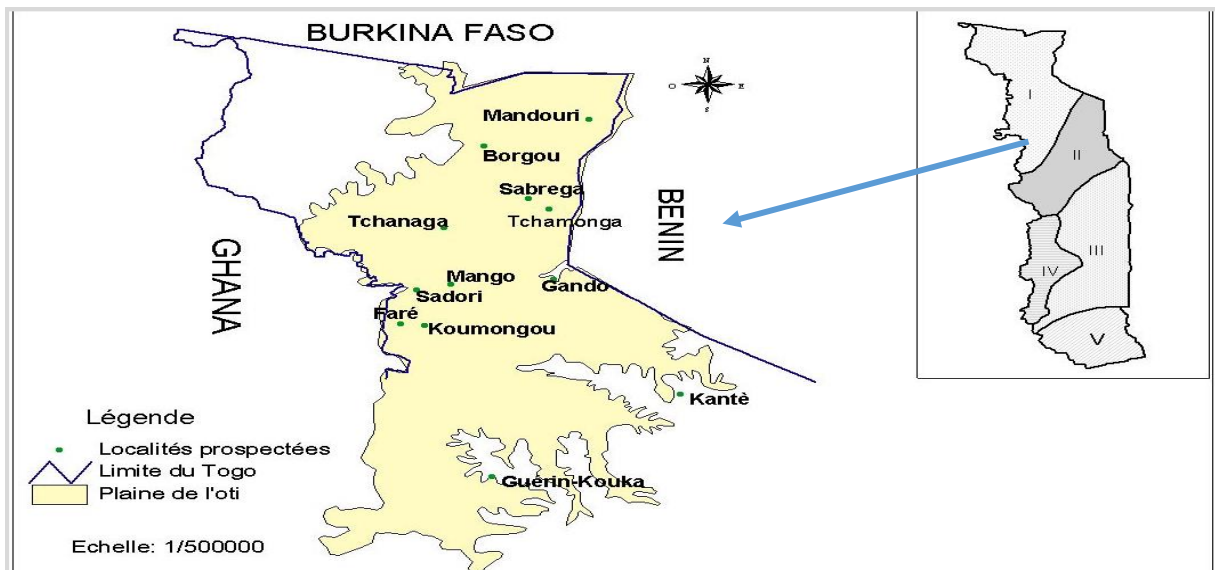 BURKINA FASO
N
O
E
S
Mandouri
Borgou
Sabrega
Tchanaga
Tchamonga
BENIN
GHANA
Mango
Gando
Sadori
Faré
Koumongou
Kantè
Guérin-Kouka
Légende
Localités prospectées
Limite du Togo
Plaine de l'oti
Echelle: 1/500000
I
II
III
IV
V